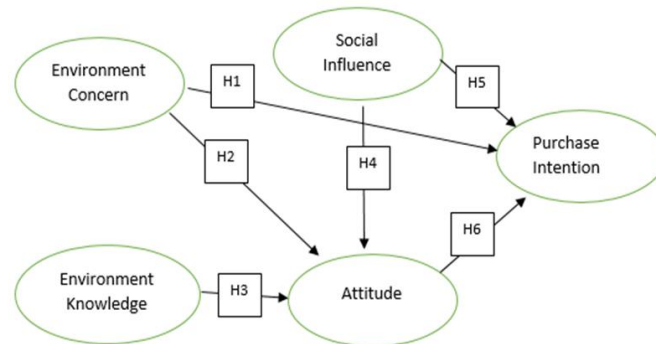 Social
Influence
Environment
Concern
H1
H5
Purchase
Intention
H2
H4
H6
Environment
Knowledge
H3
Attitude